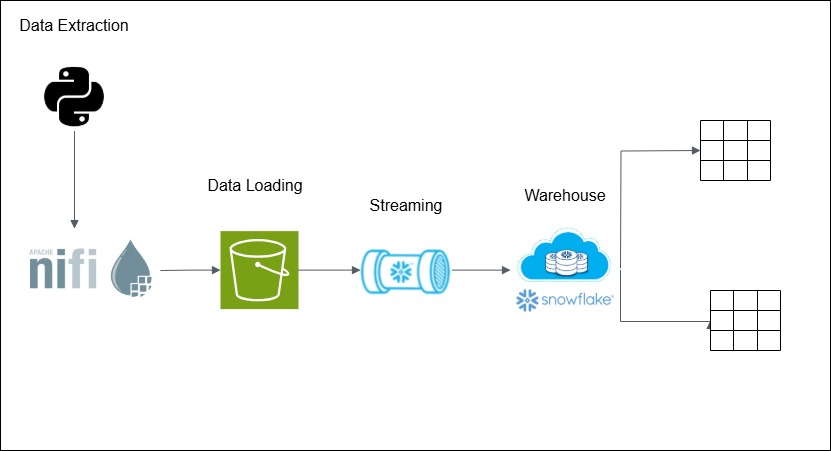 Data Extraction
Data Loading
Streaming
Warehouse
APACHE
nifi
snowflake®